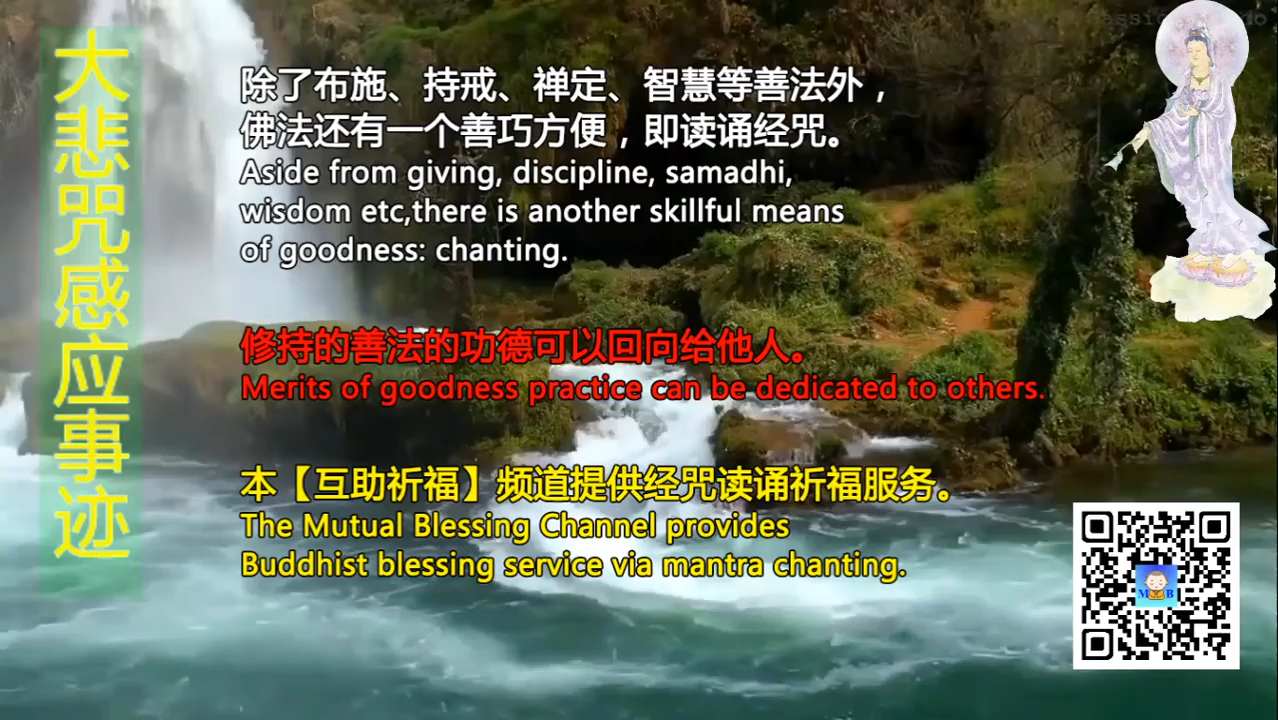 大悲咒感应事迹
除了布施、持戒、禅定、智慧等善法外，
佛法还有一个善巧方便，即读诵经咒。
Aside from giving, discipline, samadhi,
wisdom etc,there is another skillful means
of goodness: chanting.
修持的善法的功德可以回向给他人。
Merits of goodness practice can be dedicated to others.
本【互助祈福】频道提供经咒读诵祈福服务。
The Mutual Blessing Channel provides
Buddhist blessing service via mantra chanting.
M B